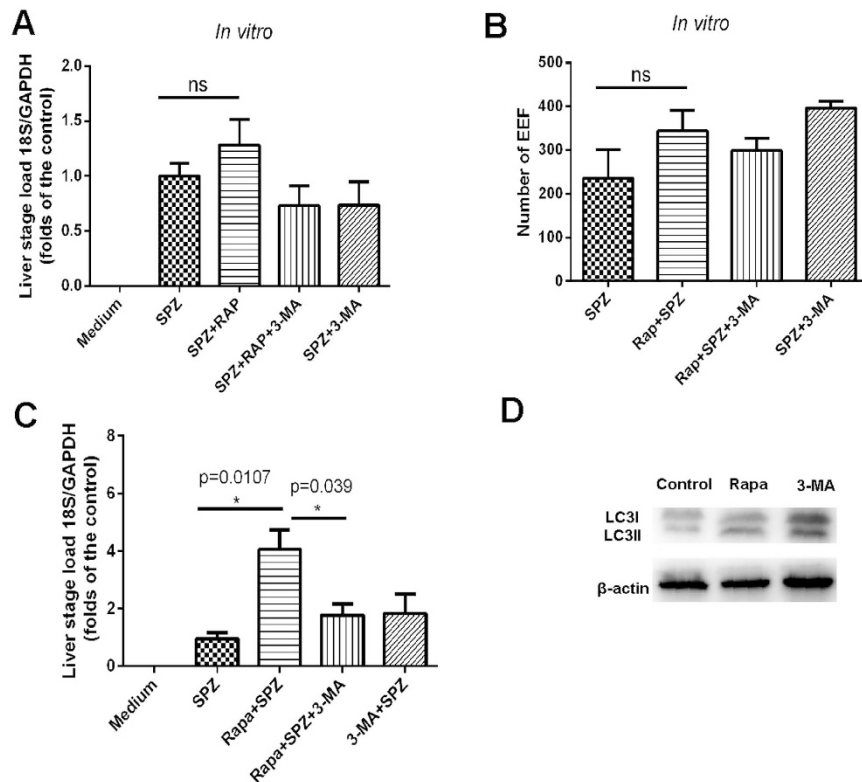 A
In vitro
Liver stage load 18S/GAPDH
(folds of the control)
2.0
1.5
1.0
0.5
0.0
ns
Medium
SPZ
SPZ+RAP
SPZ+RAP+3-MA
SPZ+3-MA
B
In vitro
Number of EEF
500
400
300
200
100
0
ns
SPZ
Rap+SPZ
Rap+SPZ+3-MA
SPZ+3-MA
C
Liver stage load 18S/GAPDH
(folds of the control)
8
6
4
2
0
p=0.0107
*
p=0.039
*
Medium
SPZ
Rapa+SPZ
Rapa+SPZ+3-MA
3-MA+SPZ
D
Control Rapa 3-MA
LC3I
LC3II
β-actin